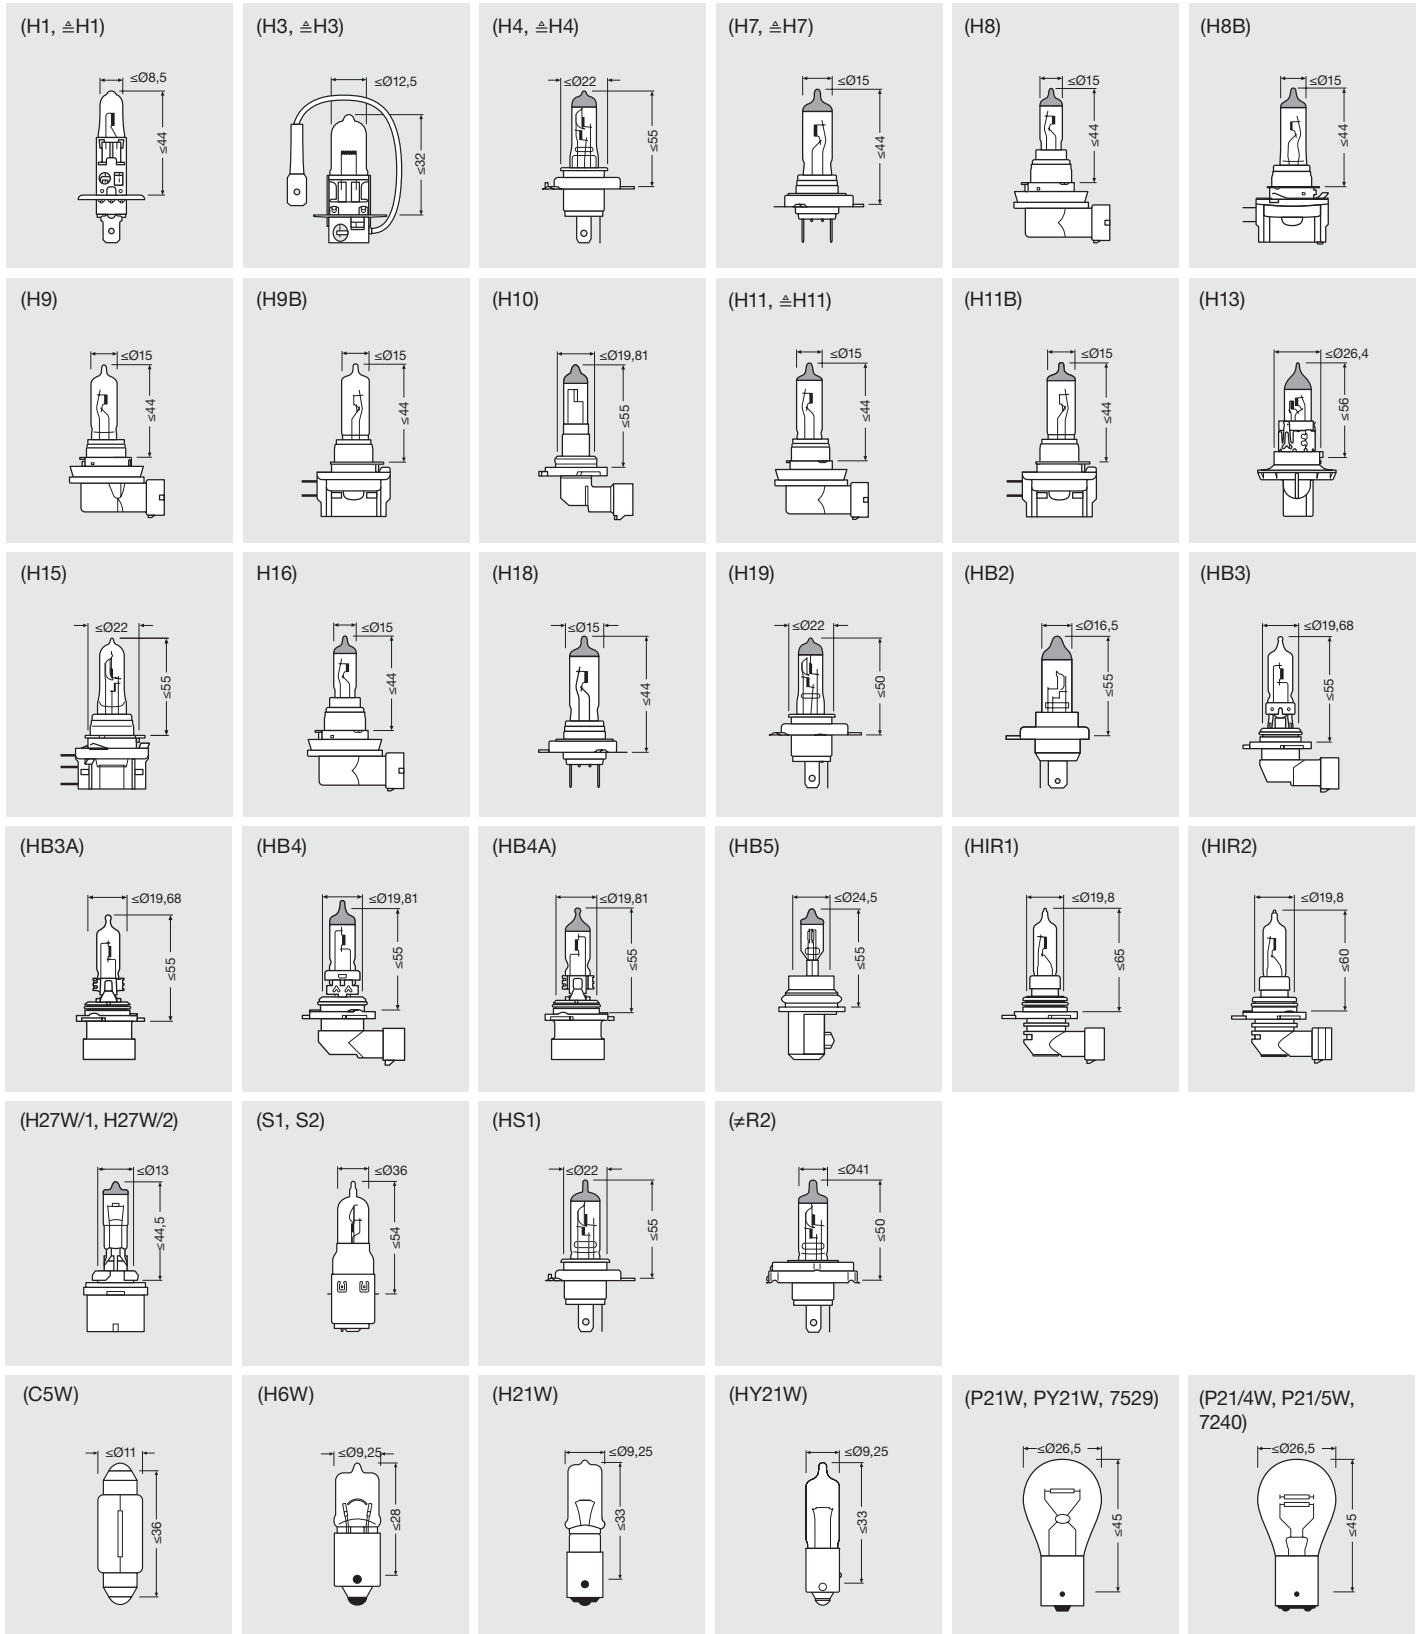 (H1, ≙H1)
≤Ø8,5
≤44
(H3, ≙H3)
≤Ø12,5
≤32
(H4, ≙H4)
≤Ø22
≤55
(H7, ≙H7)
≤Ø15
≤44
(H8)
≤Ø15
≤44
(H8B)
≤Ø15
≤44
(H9)
≤Ø15
≤44
(H9B)
≤Ø15
≤44
(H10)
≤Ø19,81
≤55
(H11, ≙H11)
≤Ø15
≤44
(H11B)
≤Ø15
≤44
(H13)
≤Ø26,4
≤56
(H15)
≤Ø22
≤55
H16)
≤Ø15
≤44
(H18)
≤Ø15
≤44
(H19)
≤Ø22
≤50
(HB2)
≤Ø16,5
≤55
(HB3)
≤Ø19,68
≤55
(HB3A)
≤Ø19,68
≤55
(HB4)
≤Ø19,81
≤55
(HB4A)
≤Ø19,81
≤55
(HB5)
≤Ø24,5
≤55
(HIR1)
≤Ø19,8
≤65
(HIR2)
≤Ø19,8
≤60
(H27W/1, H27W/2)
≤Ø13
≤44,5
(S1, S2)
≤Ø36
≤54
(HS1)
≤Ø22
≤55
(≠R2)
≤Ø41
≤50
(C5W)
≤Ø11
≤36
(H6W)
≤Ø9,25
≤28
(H21W)
≤Ø9,25
≤33
(HY21W)
≤Ø9,25
≤33
(P21W, PY21W, 7529)
≤Ø26,5
≤45
(P21/4W, P21/5W,
7240)
≤Ø26,5
≤45